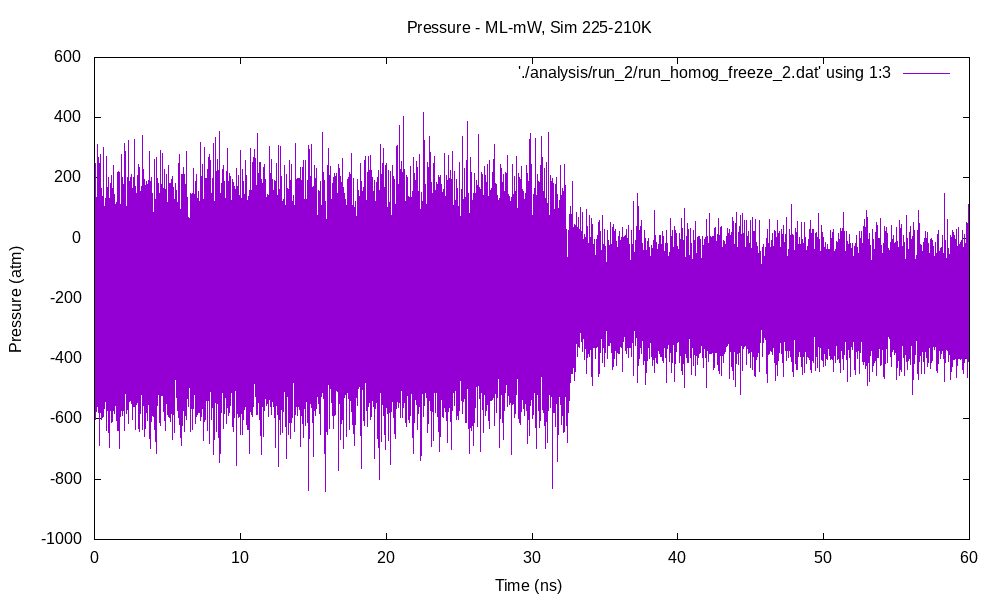 Pressure - ML-mW, Sim 225-210K
'./analysis/run_2/run_homog_freeze_2.dat' using 1:3
600
400
200
0
-200
-400
-600
-800
-1000
Pressure (atm)
0 10 20 30 40 50 60
Time (ns)